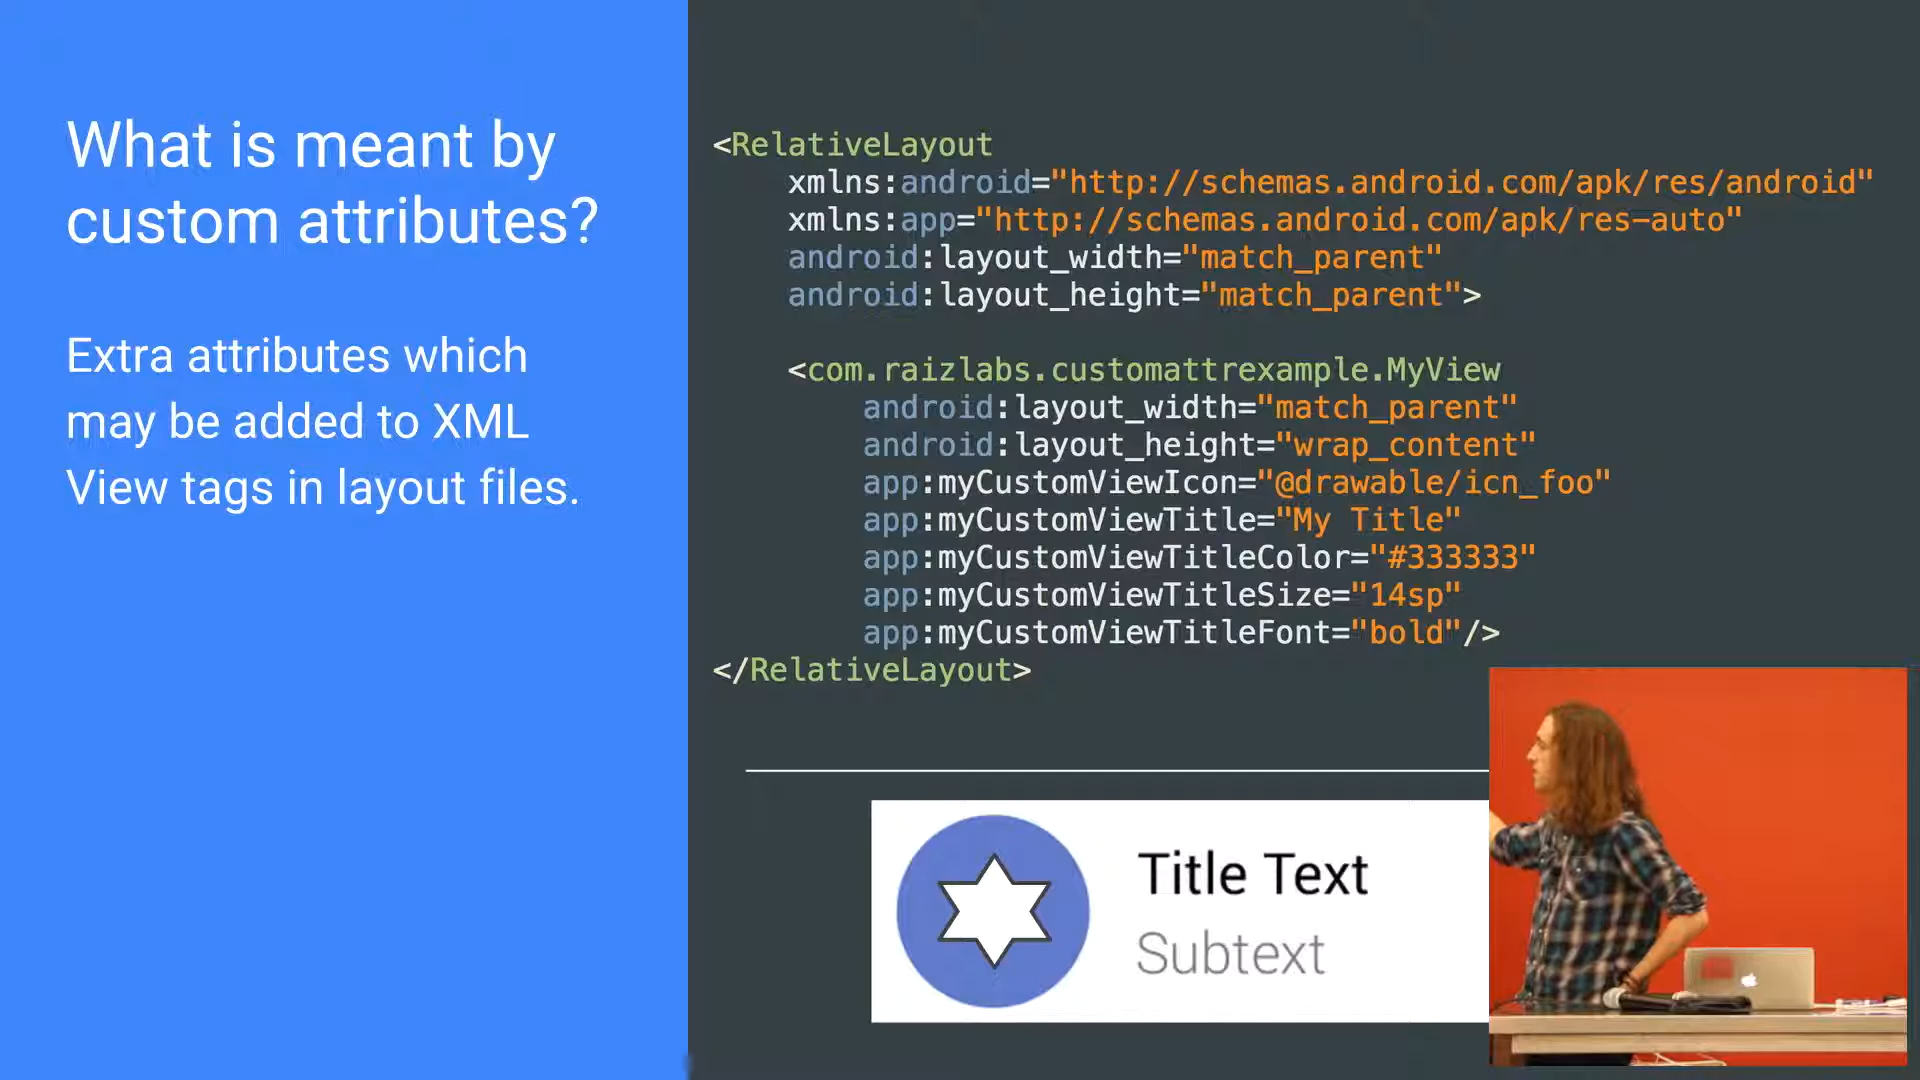 What is meant by
custom attributes?
Extra attributes which
may be added to XML
View tags in layout files.
<RelativeLayout
xmlns:android="http://schemas.android.com/apk/res/android"
xmlns:app="http://schemas.android.com/apk/res-auto"
android:layout_width="match_parent"
android:layout_height="match_parent">
<com.raizlabs.customattrexample.MyView
android:layout_width="match_parent"
android:layout_height="wrap_content"
app:myCustomViewIcon="@drawable/icn_foo"
app:myCustomViewTitle="My Title"
app:myCustomViewTitleColor="#333333"
app:myCustomViewTitleSize="14sp"
app:myCustomViewTitleFont="bold"/>
</RelativeLayout>
Title Text
Subtext